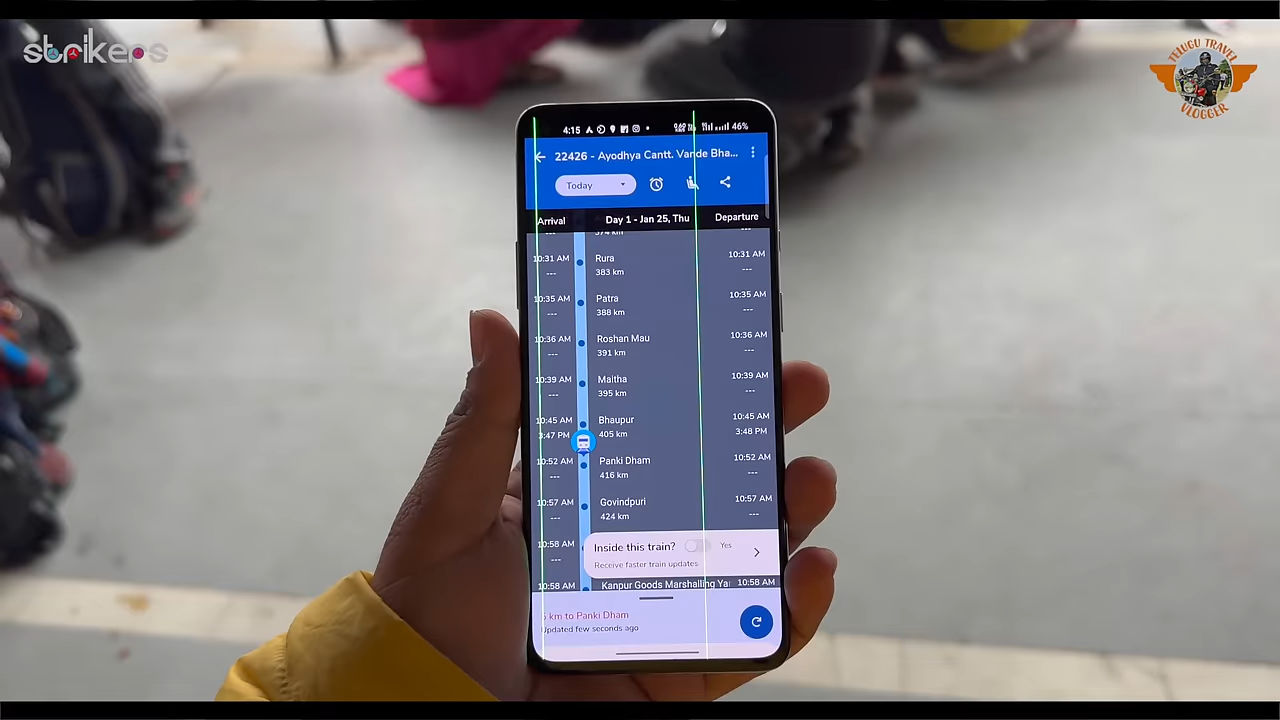 strikers
TELUGU TRAVEL
VLOGGER
4:15
46%
22426 - Ayodhya Cantt. Vande Bha...
Today
Arrival
Day 1 - Jan 25, Thu
Departure
---
374 km
---
10:31 AM
Rura
10:31 AM
---
383 km
---
10:35 AM
Patra
10:35 AM
---
388 km
---
10:36 AM
Roshan Mau
10:36 AM
---
391 km
---
10:39 AM
Maitha
10:39 AM
---
395 km
---
10:45 AM
Bhaupur
10:45 AM
3:47 PM
405 km
3:48 PM
10:52 AM
Panki Dham
10:52 AM
---
416 km
---
10:57 AM
Govindpuri
10:57 AM
---
424 km
---
10:58 AM
---
Inside this train?
Yes
Receive faster train updates
10:58 AM
Kanpur Goods Marshalling Ya
10:58 AM
km to Panki Dham
Updated few seconds ago